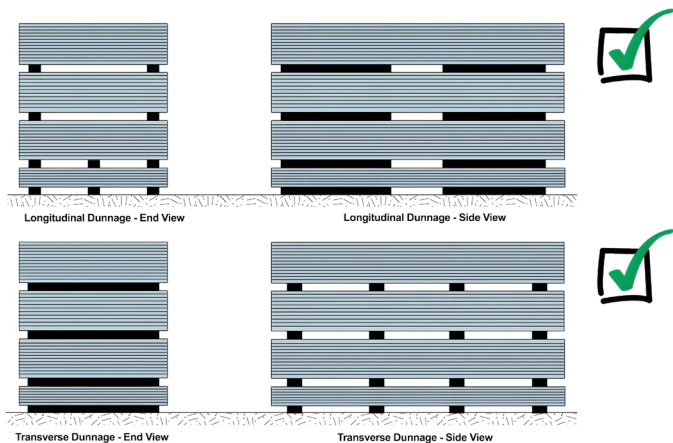 Longitudinal Dunnage - End View
Longitudinal Dunnage - Side View
Transverse Dunnage - End View
Transverse Dunnage - Side View